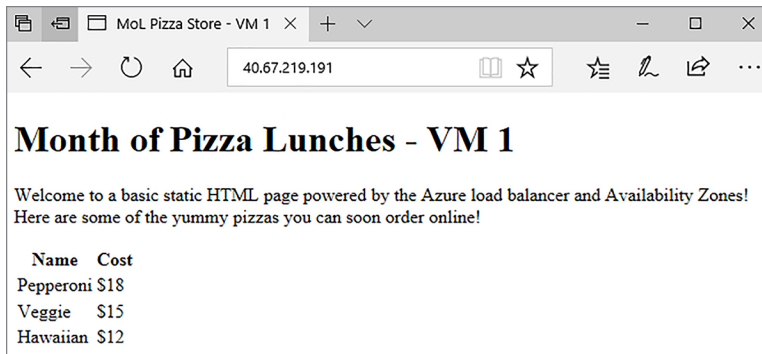 MoL Pizza Store - VM 1
40.67.219.191
Month of Pizza Lunches - VM 1
Welcome to a basic static HTML page powered by the Azure load balancer and Availability Zones!
Here are some of the yummy pizzas you can soon order online!
Name Cost
Pepperoni $18
Veggie $15
Hawaiian $12